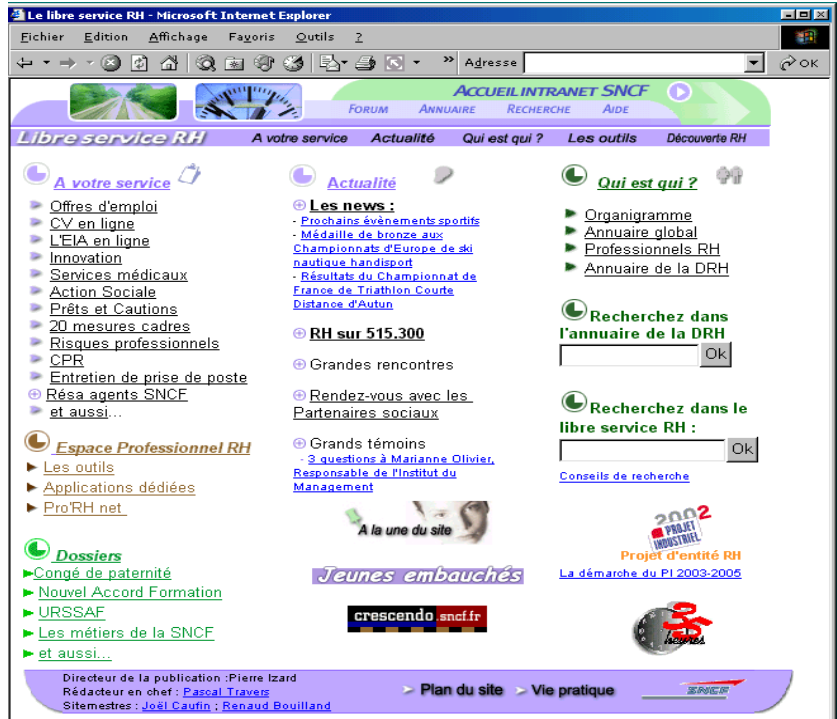 Le libre service RH - Microsoft Internet Explorer
Fichier Edition Affichage Favoris Outils ?
» Adresse OK
ACCUEIL INTRANET SNCF
FORUM ANNUAIRE RECHERCHE AIDE
Libre service RH A votre service Actualité Qui est qui ? Les outils Découverte RH
A votre service
Offres d'emploi
CV en ligne
L'EIA en ligne
Innovation
Services médicaux
Action Sociale
Prêts et Cautions
20 mesures cadres
Risques professionnels
CPR
Entretien de prise de poste
Résa agents SNCF
et aussi...
Espace Professionnel RH
Les outils
Applications dédiées
Pro'RH net
Dossiers
Congé de paternité
Nouvel Accord Formation
URSSAF
Les métiers de la SNCF
et aussi...
Actualité
Les news :
- Prochains évènements sportifs
- Médaille de bronze aux
Championnats d'Europe de ski
nautique handisport
- Résultats du Championnat de
France de Triathlon Courte
Distance d'Autun
RH sur 515.300
Grandes rencontres
Rendez-vous avec les
Partenaires sociaux
Grands témoins
- 3 questions à Marianne Olivier,
Responsable de l'Institut du
Management
A la une du site
Jeunes embauchés
crescendo.sncf.fr
Qui est qui ?
Organigramme
Annuaire global
Professionnels RH
Annuaire de la DRH
Recherchez dans
l'annuaire de la DRH
Ok
Recherchez dans le
libre service RH :
Ok
Conseils de recherche
2002
PROJET
INDUSTRIEL
Projet d'entité RH
La démarche du PI 2003-2005
35
heures
Directeur de la publication :Pierre Izard
Rédacteur en chef : Pascal Travers
Sitemestres : Joël Caufin ; Renaud Bouilland
Plan du site Vie pratique
SNCF